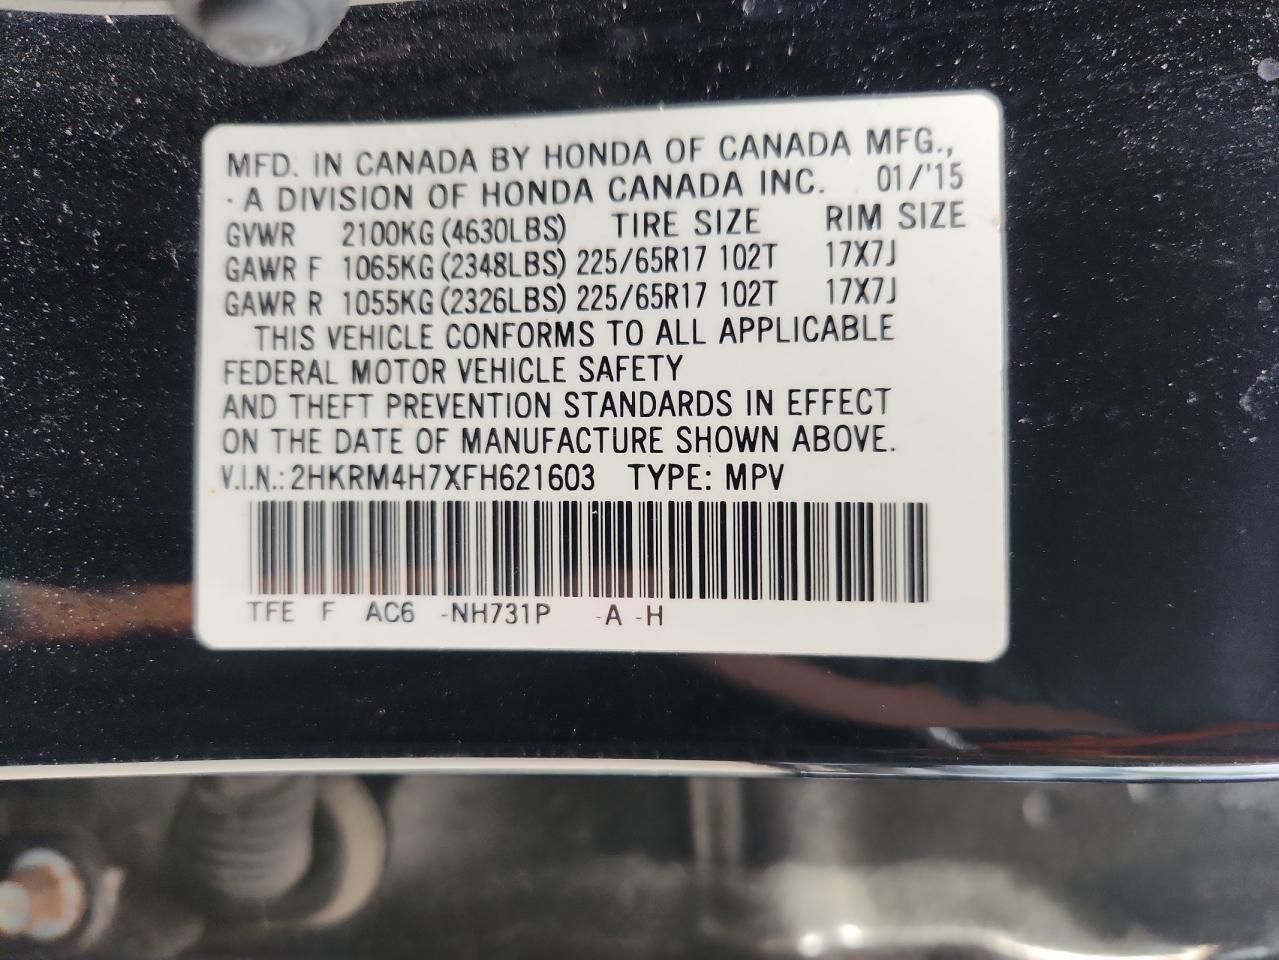 MFD. IN CANADA BY HONDA OF CANADA MFG.,
A DIVISION OF HONDA CANADA INC. 01/'15
GVWR 2100KG (4630LBS) TIRE SIZE RIM SIZE
GAWR F 1065KG (2348LBS) 225/65R17 102T 17X7J
GAWR R 1055KG (2326LBS) 225/65R17 102T 17X7J
THIS VEHICLE CONFORMS TO ALL APPLICABLE
FEDERAL MOTOR VEHICLE SAFETY
AND THEFT PREVENTION STANDARDS IN EFFECT
ON THE DATE OF MANUFACTURE SHOWN ABOVE.
V.I.N.: 2HKRM4H7XFH621603 TYPE: MPV
TFE F AC6 -NH731P -A -H